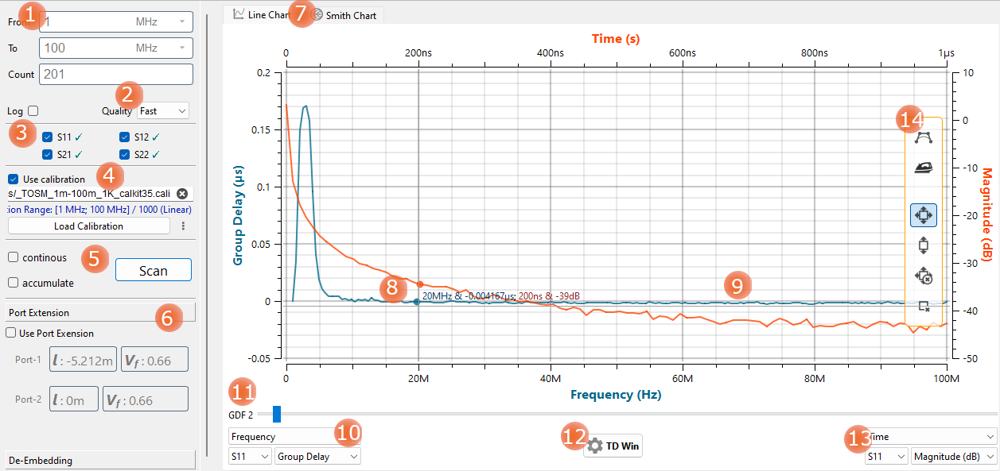 1
From 1 MHz
To 100 MHz
Count 201
2
Log Quality Fast
3
S11 ✓ S12 ✓
S21 ✓ S22 ✓
4
Use calibration
s/_TOSM_1m-100m_1K_calkit35.cali
tion Range: [1 MHz; 100 MHz] / 1000 (Linear)
Load Calibration
5
continous
Scan
accumulate
Port Extension
6
Use Port Exension
Port-1 l : -5.212m Vf : 0.66
Port-2 l : 0m Vf : 0.66
De-Embedding
Line Chart 7 Smith Chart
Time (s)
0 200ns 400ns 600ns 800ns 1µs
Group Delay (µs)
0.2
0.15
0.1
0.05
0
-0.05
10
0
-10
-20
-30
-40
-50
Magnitude (dB)
14
8
9
20MHz & -0.004167us; 200ns & -39dB
0 20M 40M 60M 80M 100M
Frequency (Hz)
11
GDF 2
Frequency 10
S11 Group Delay
12 TD Win
13 Time
S11 Magnitude (dB)